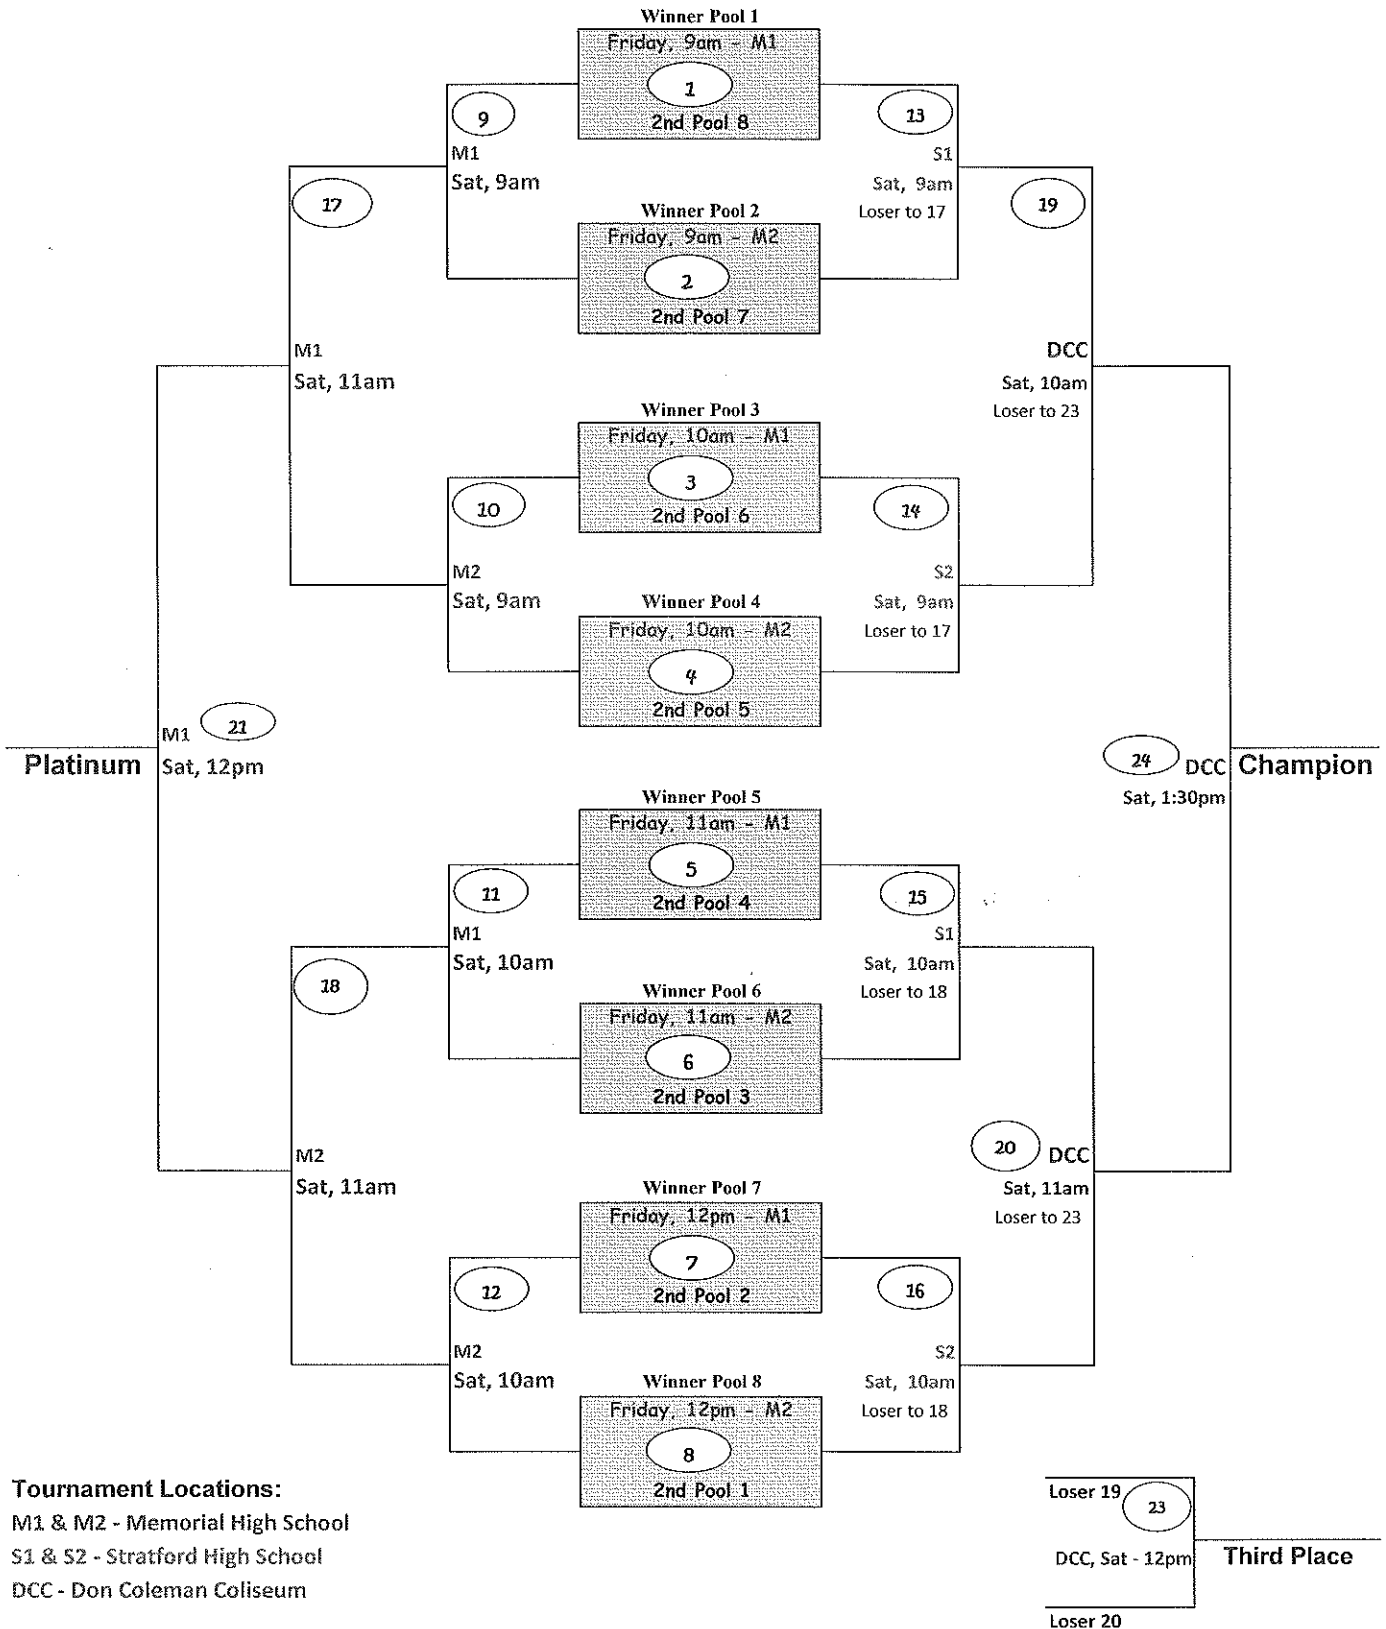 Winner Pool 1
Friday, 9am - M1
1
2nd Pool 8
9
M1
Sat, 9am
13
S1
Sat, 9am
Loser to 17
17
M1
Sat, 11am
19
DCC
Sat, 10am
Loser to 23
Winner Pool 2
Friday, 9am - M2
2
2nd Pool 7
Winner Pool 3
Friday, 10am - M1
3
2nd Pool 6
10
M2
Sat, 9am
14
S2
Sat, 9am
Loser to 17
Winner Pool 4
Friday, 10am - M2
4
2nd Pool 5
M1 21
Platinum Sat, 12pm
24 DCC Champion
Sat, 1:30pm
Winner Pool 5
Friday, 11am - M1
5
2nd Pool 4
11
M1
Sat, 10am
15
S1
Sat, 10am
Loser to 18
18
M2
Sat, 11am
20 DCC
Sat, 11am
Loser to 23
Winner Pool 6
Friday, 11am - M2
6
2nd Pool 3
Winner Pool 7
Friday, 12pm - M1
7
2nd Pool 2
12
M2
Sat, 10am
16
S2
Sat, 10am
Loser to 18
Winner Pool 8
Friday, 12pm - M2
8
2nd Pool 1
Tournament Locations:
M1 & M2 - Memorial High School
S1 & S2 - Stratford High School
DCC - Don Coleman Coliseum
Loser 19
23
DCC, Sat - 12pm Third Place
Loser 20